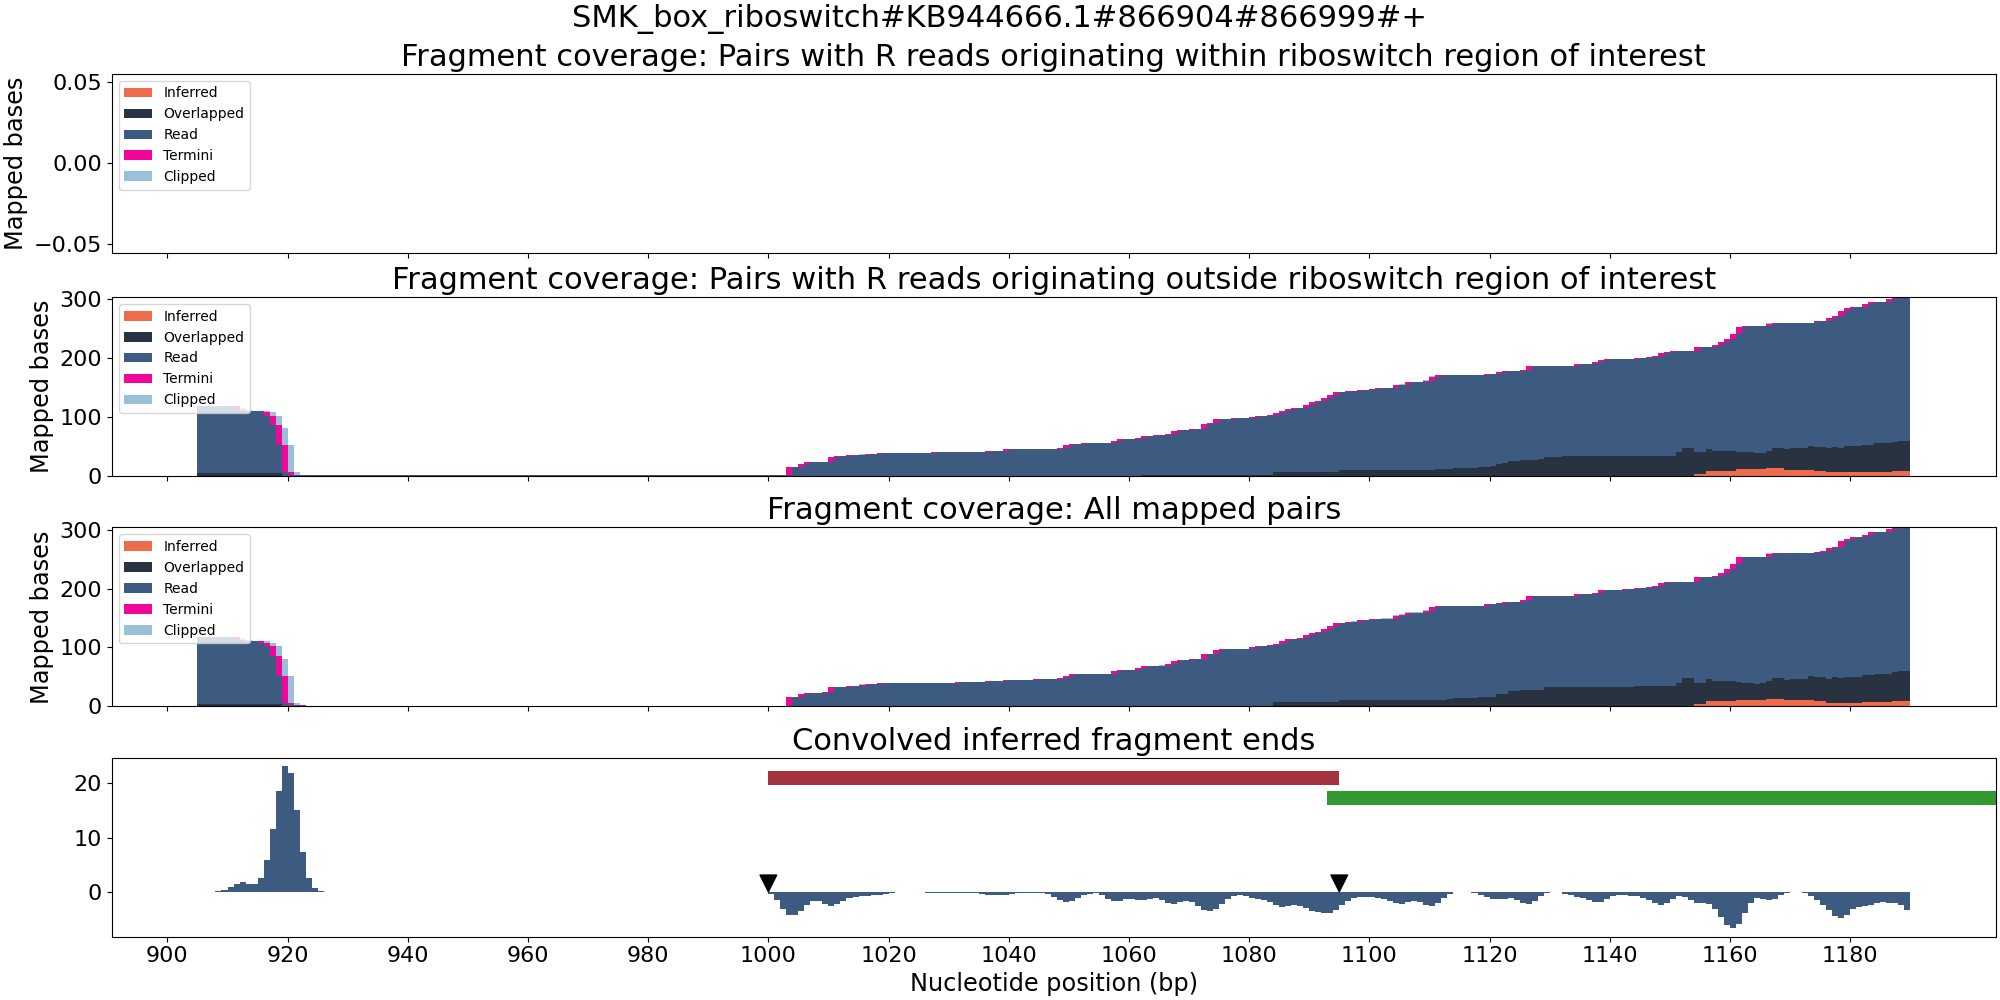 SMK_box_riboswitch#KB944666.1#866904#866999#+
Fragment coverage: Pairs with R reads originating within riboswitch region of interest
Mapped bases
0.05
0.00
−0.05
Inferred
Overlapped
Read
Termini
Clipped
Fragment coverage: Pairs with R reads originating outside riboswitch region of interest
Mapped bases
300
200
100
0
Inferred
Overlapped
Read
Termini
Clipped
Fragment coverage: All mapped pairs
Mapped bases
300
200
100
0
Inferred
Overlapped
Read
Termini
Clipped
Convolved inferred fragment ends
20
10
0
900 920 940 960 980 1000 1020 1040 1060 1080 1100 1120 1140 1160 1180
Nucleotide position (bp)